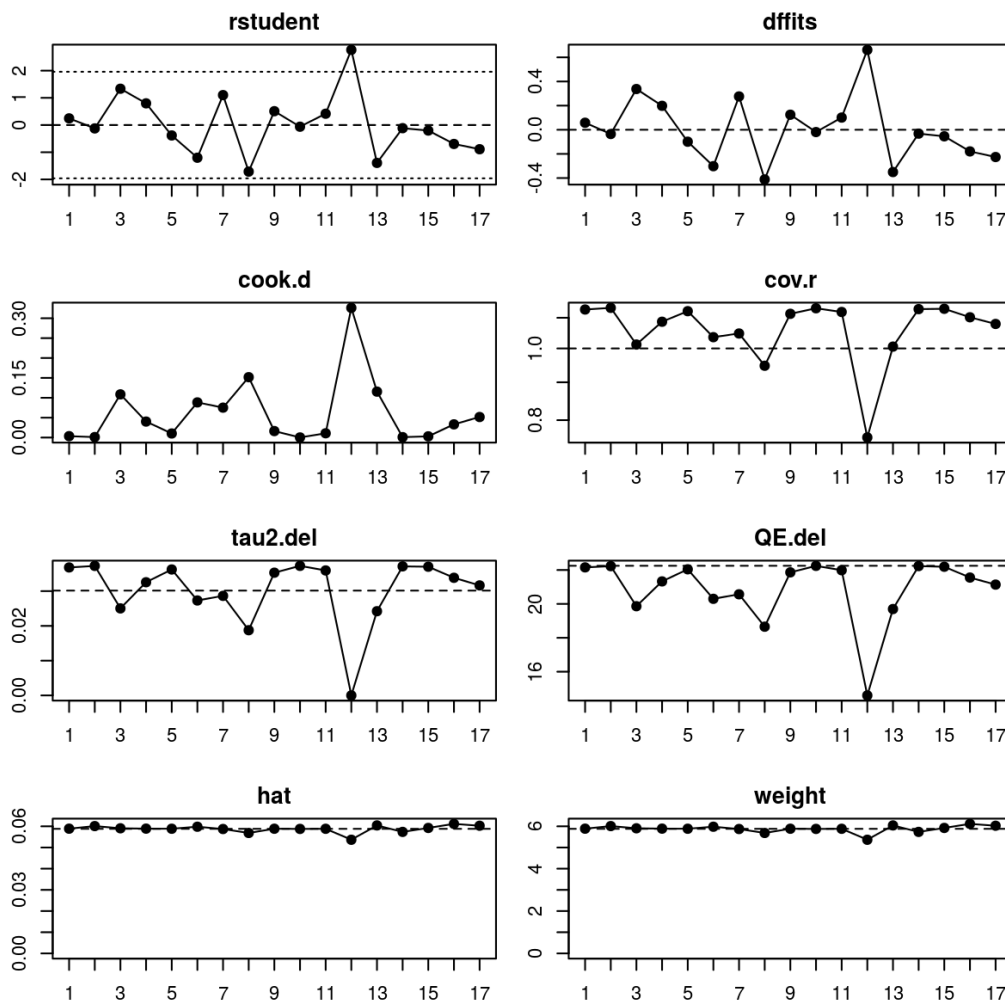 rstudent
2
1
0
-2
1 3 5 7 9 11 13 15 17
dffits
0.4
0.0
-0.4
1 3 5 7 9 11 13 15 17
cook.d
0.30
0.15
0.00
1 3 5 7 9 11 13 15 17
cov.r
1.0
0.8
1 3 5 7 9 11 13 15 17
tau2.del
0.02
0.00
1 3 5 7 9 11 13 15 17
QE.del
20
16
1 3 5 7 9 11 13 15 17
hat
0.06
0.03
0.00
1 3 5 7 9 11 13 15 17
weight
6
4
2
0
1 3 5 7 9 11 13 15 17